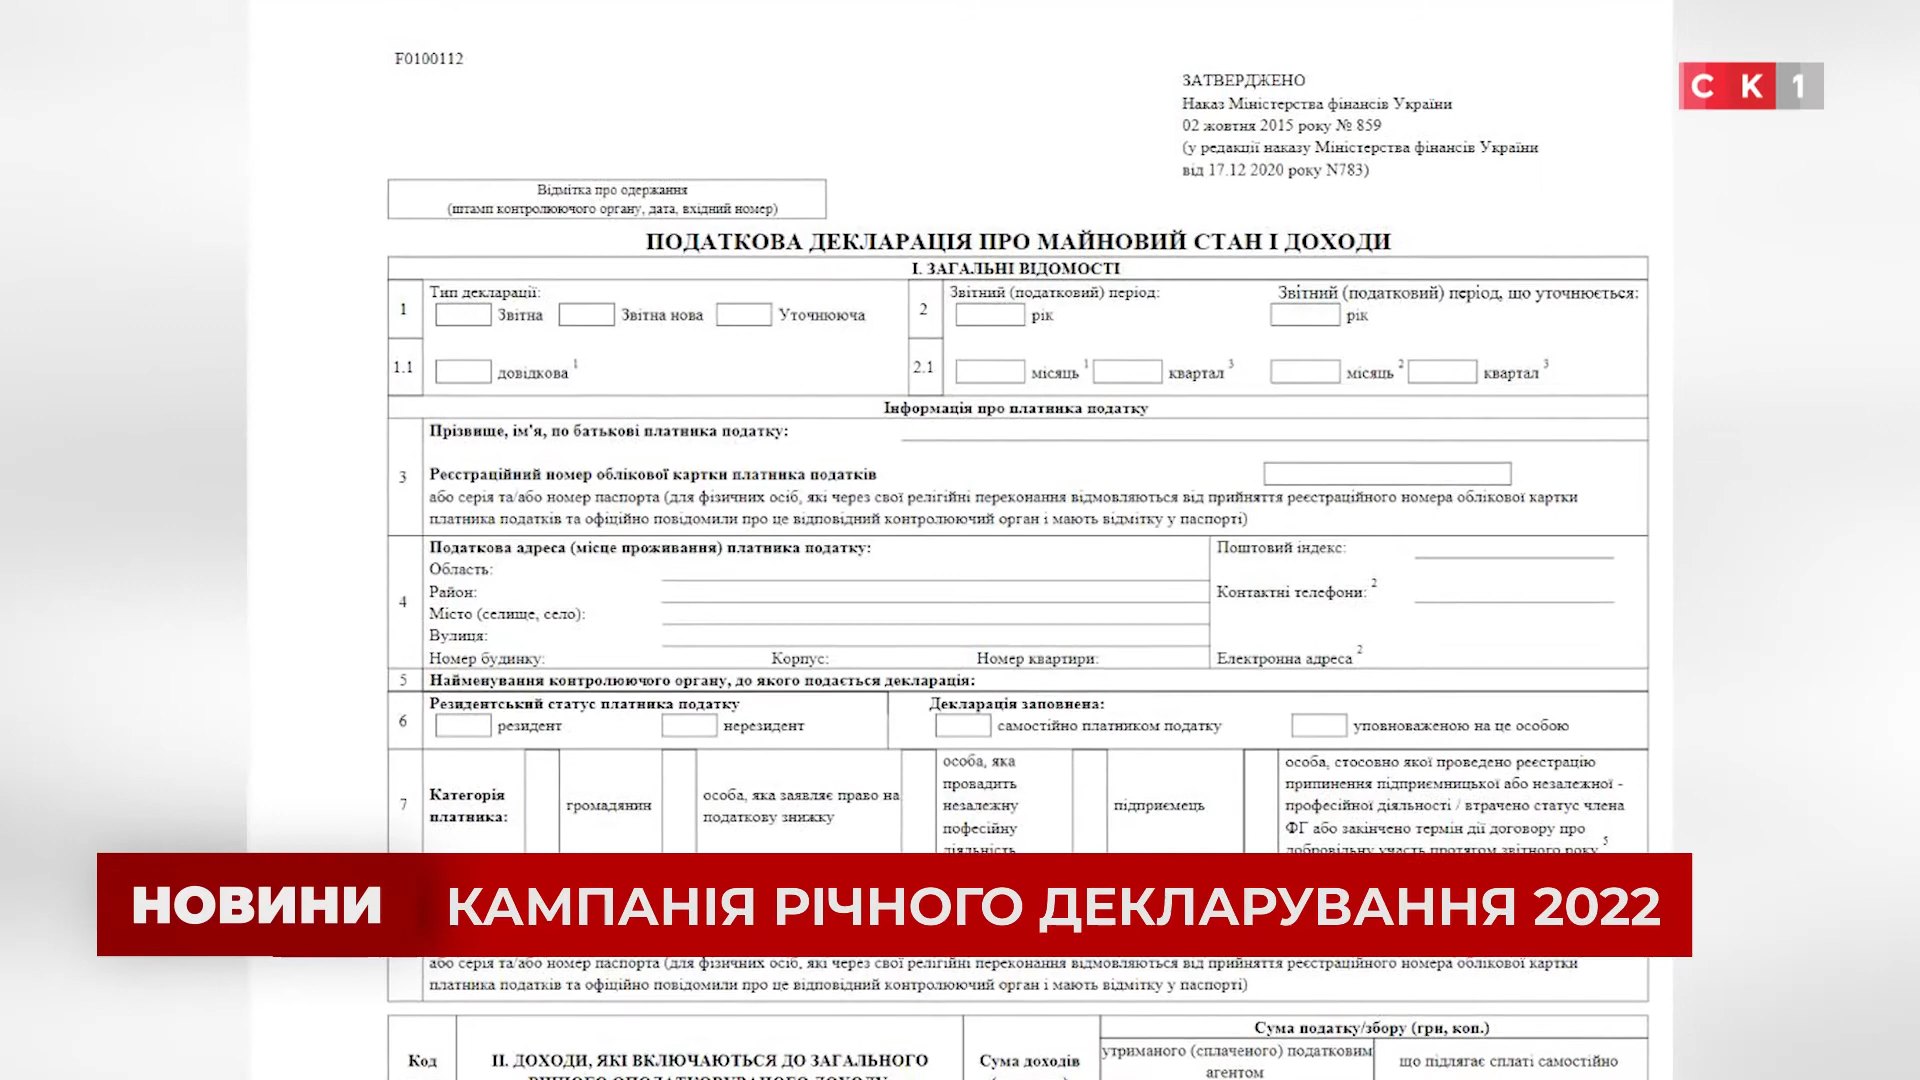 F0100112
СК1
ЗАТВЕРДЖЕНО
Наказ Міністерства фінансів України
02 жовтня 2015 року № 859
(у редакції наказу Міністерства фінансів України
від 17.12 2020 року N783)
Відмітка про одержання
(штамп контролюючого органу, дата, вхідний номер)
ПОДАТКОВА ДЕКЛАРАЦІЯ ПРО МАЙНОВИЙ СТАН І ДОХОДИ
І. ЗАГАЛЬНІ ВІДОМОСТІ
1 Тип декларації: 2 Звітний (податковий) період: Звітний (податковий) період, що уточнюється:
Звітна Звітна нова Уточнююча рік рік
1.1 довідкова 1 2.1 місяць 1 квартал 3 місяць 2 квартал 3
Інформація про платника податку
Прізвище, ім'я, по батькові платника податку:
3 Реєстраційний номер облікової картки платника податків
або серія та/або номер паспорта (для фізичних осіб, які через свої релігійні переконання відмовляються від прийняття реєстраційного номера облікової картки
платника податків та офіційно повідомили про це відповідний контролюючий орган і мають відмітку у паспорті)
4 Податкова адреса (місце проживання) платника податку: Поштовий індекс:
Область:
Район: Контактні телефони: 2
Місто (селище, село):
Вулиця:
Номер будинку: Корпус: Номер квартири: Електронна адреса 2
5 Найменування контролюючого органу, до якого подається декларація:
6 Резидентський статус платника податку Декларація заповнена:
резидент нерезидент самостійно платником податку уповноваженою на це особою
7 Категорія платника:
громадянин
особа, яка заявляє право на
податкову знижку
особа, яка
провадить
незалежну
пофесійну
діяльність
підприємець
особа, стосовно якої проведено реєстрацію
припинення підприємницької або незалежної -
професійної діяльності / втрачено статус члена
ФГ або закінчено термін дії договору про
добровільну участь протягом звітного року 5
НОВИНИ КАМПАНІЯ РІЧНОГО ДЕКЛАРУВАННЯ 2022
або серія та/або номер паспорта (для фізичних осіб, які через свої релігійні переконання відмовляються від прийняття реєстраційного номера облікової картки
платника податків та офіційно повідомили про це відповідний контролюючий орган і мають відмітку у паспорті)
Сума податку/збору (грн, коп.)
Код ІІ. ДОХОДИ, ЯКІ ВКЛЮЧАЮТЬСЯ ДО ЗАГАЛЬНОГО Сума доходів утриманого (сплаченого) податковим що підлягає сплаті самостійно
агентом